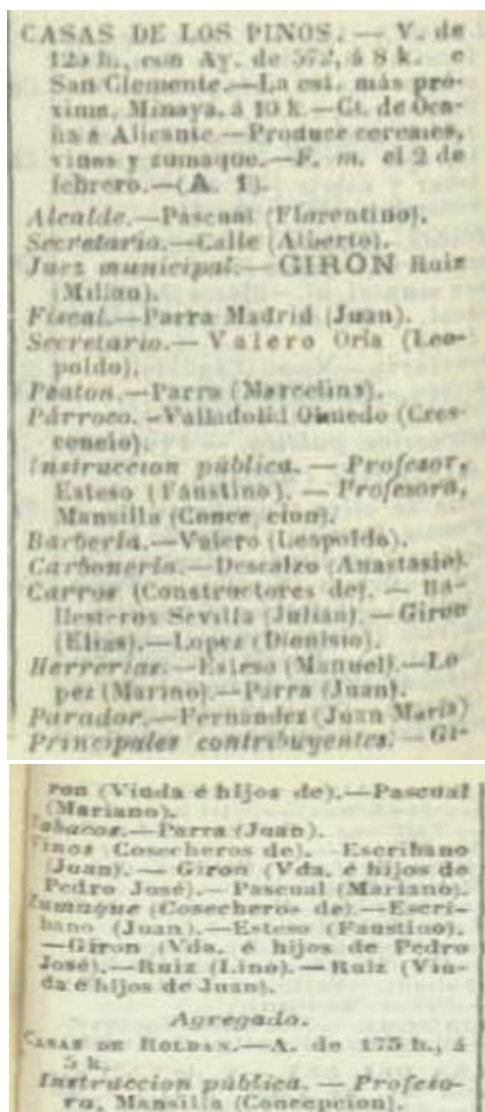 CASAS DE LOS PINOS. — V. de
h., con Ay. de 572, á 8 k. e
San Clemente.—La est. más pró-
xima, Minaya, á 10 k.—Ct. de Oca-
ña a Alicante.—Produce cereales,
vinos y zumaque.—F. m. el 2 de
febrero.—(A. 1).
Alcalde.—Pascual (Florentino).
Secretario.—Calle (Alberto).
Juez municipal.—GIRON Ruiz
(Milian).
Fiscal.—Parra Madrid (Juan).
Secretario.—Valero Oria (Leo-
poldo).
Peaton.—Parra (Marcelina).
Párroco.—Valladolid Olmedo (Cres-
cencio).
Instruccion pública. — Profesor,
Esteso (Faustino). — Profesora,
Mansilla (Conce cion).
Barbería.—Valero (Leopoldo).
Carbonería.—Descalzo (Anastasio).
Carros (Constructores de). — Ba-
llesteros Sevilla (Julian).—Giron
(Elías).—Lopez (Dionisio).
Herrerías.—Esteso (Manuel).—Lo
pez (Marino).—Parra (Juan).
Parador.—Fernandez (Juan María)
Principales contribuyentes.—Gi-
ron (Viuda é hijos de).—Pascual
(Mariano).
Tabacos.—Parra (Juan).
Vinos Cosecheros de). Escribano
(Juan). — Giron (Vda. é hijos de
Pedro José).—Pascual (Mariano).
Zumaque (Cosecheros de).—Escri-
bano (Juan).—Esteso (Faustino).
—Giron (Vda. é hijos de Pedro
José).—Ruiz (Lino).—Ruiz (Viu-
da é hijos de Juan).
Agregado.
CASAS DE ROLDAN.—A. de 175 h., á
5 k.
Instruccion pública. — Profeso-
ra, Mansilla (Concepcion).